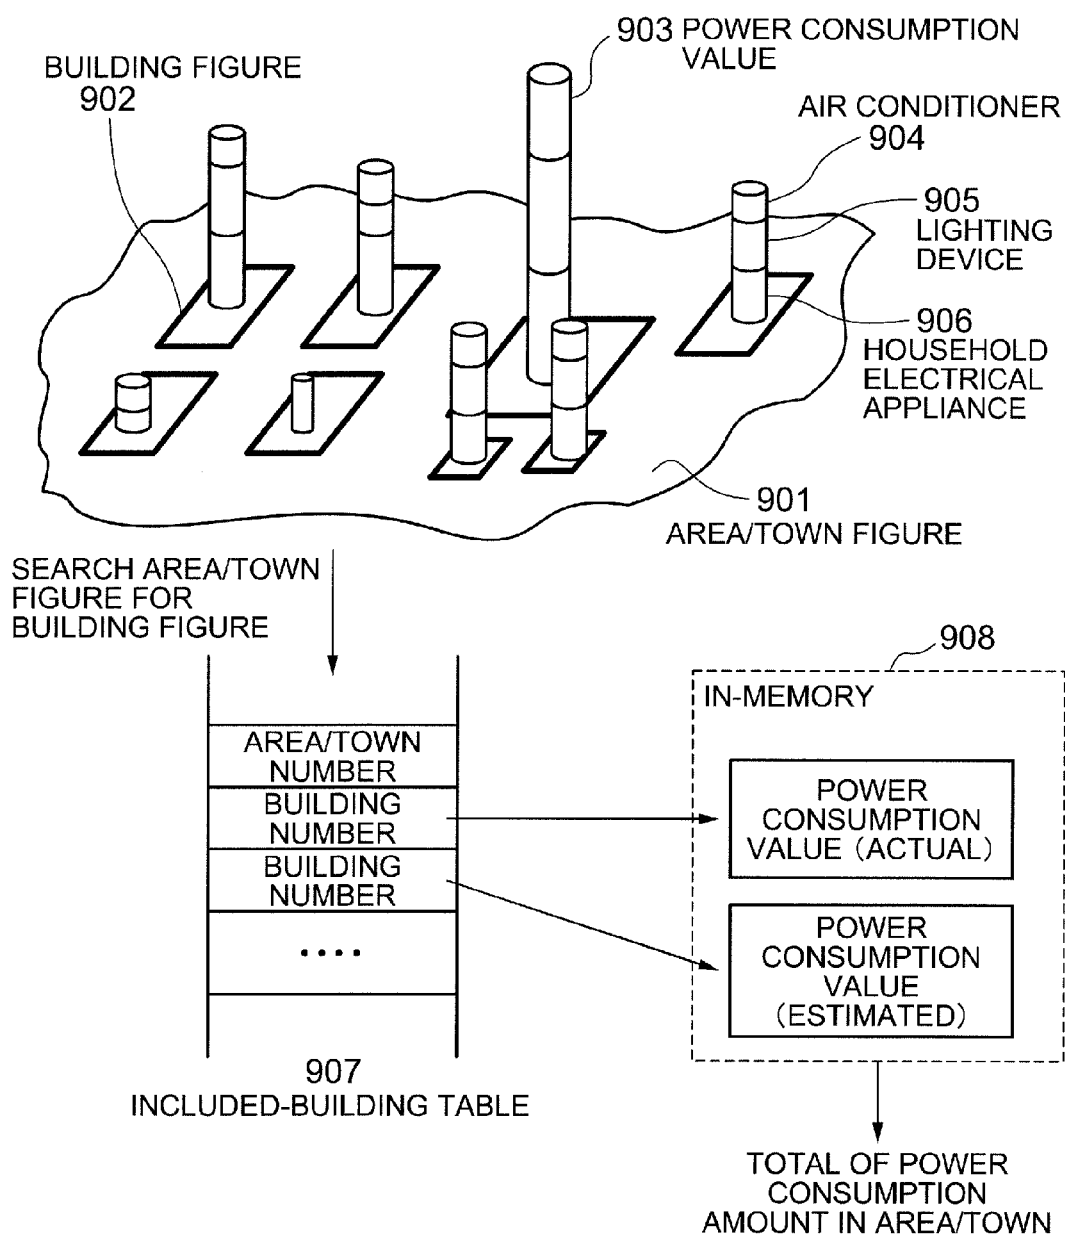 903 POWER CONSUMPTION
VALUE
BUILDING FIGURE
902
AIR CONDITIONER
904
905
LIGHTING
DEVICE
906
HOUSEHOLD
ELECTRICAL
APPLIANCE
901
AREA/TOWN FIGURE
SEARCH AREA/TOWN
FIGURE FOR
BUILDING FIGURE
908
IN-MEMORY
AREA/TOWN
NUMBER
BUILDING
NUMBER
BUILDING
NUMBER
....
POWER
CONSUMPTION
VALUE (ACTUAL)
POWER
CONSUMPTION
VALUE
(ESTIMATED)
907
INCLUDED-BUILDING TABLE
TOTAL OF POWER
CONSUMPTION
AMOUNT IN AREA/TOWN